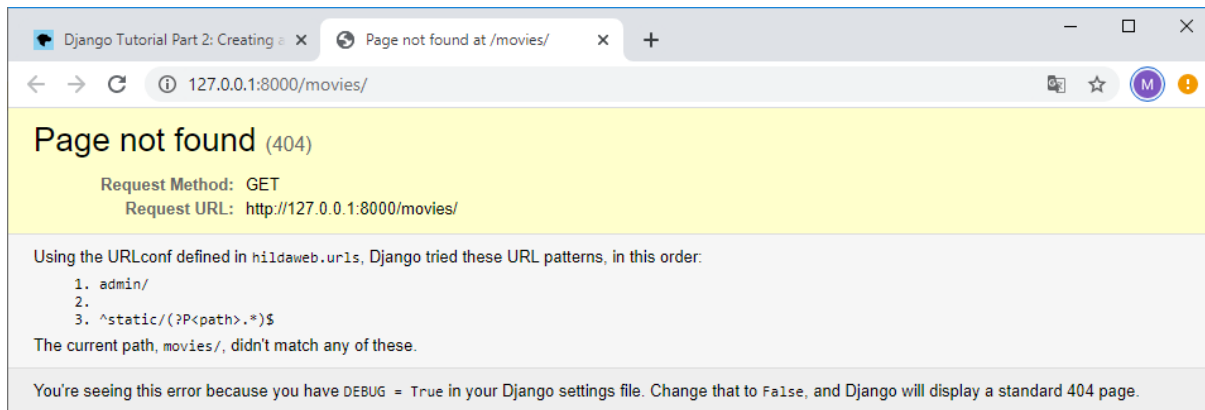 Django Tutorial Part 2: Creating a
Page not found at /movies/
127.0.0.1:8000/movies/
M
Page not found (404)
Request Method: GET
Request URL: http://127.0.0.1:8000/movies/
Using the URLconf defined in hildaweb.urls, Django tried these URL patterns, in this order:
1. admin/
2.
3. ^static/(?P<path>.*)$
The current path, movies/, didn't match any of these.
You're seeing this error because you have DEBUG = True in your Django settings file. Change that to False, and Django will display a standard 404 page.